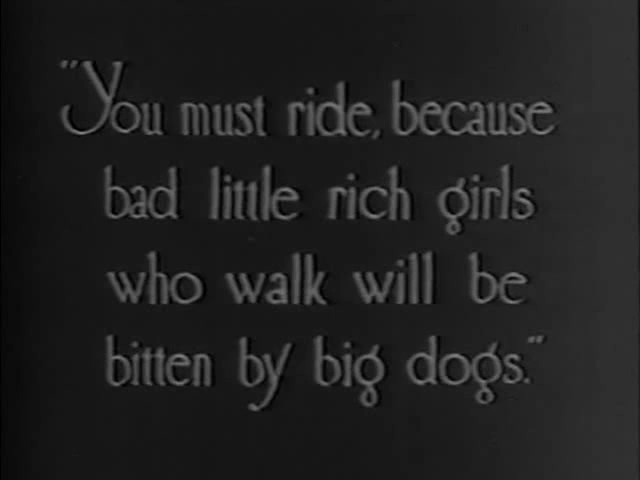 "You must ride, because
bad little rich girls
who walk will be
bitten by big dogs."